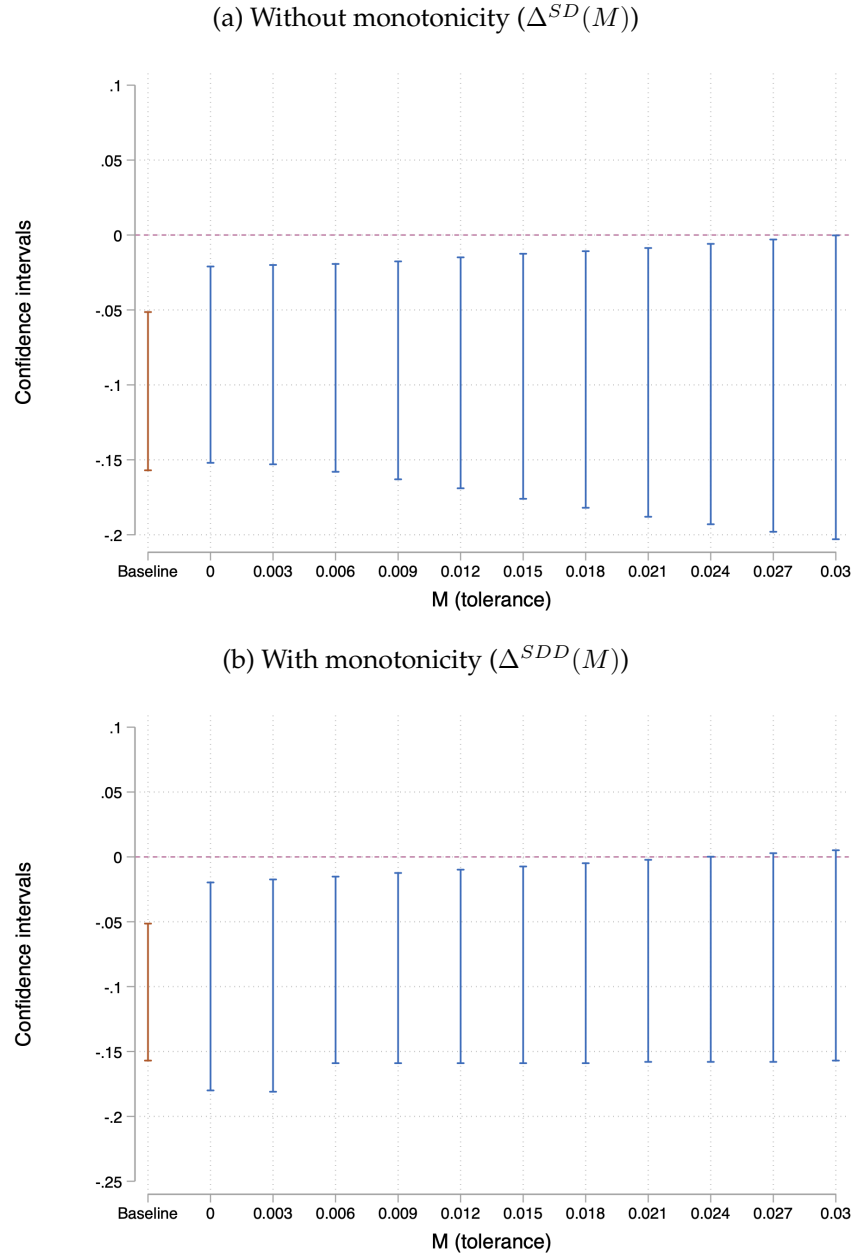 (a) Without monotonicity (Δ^{SD}(M))
.1
.05
0
-.05
-.1
-.15
-.2
Confidence intervals
Baseline 0 0.003 0.006 0.009 0.012 0.015 0.018 0.021 0.024 0.027 0.03
M (tolerance)
(b) With monotonicity (Δ^{SDD}(M))
.1
.05
0
-.05
-.1
-.15
-.2
-.25
Confidence intervals
Baseline 0 0.003 0.006 0.009 0.012 0.015 0.018 0.021 0.024 0.027 0.03
M (tolerance)